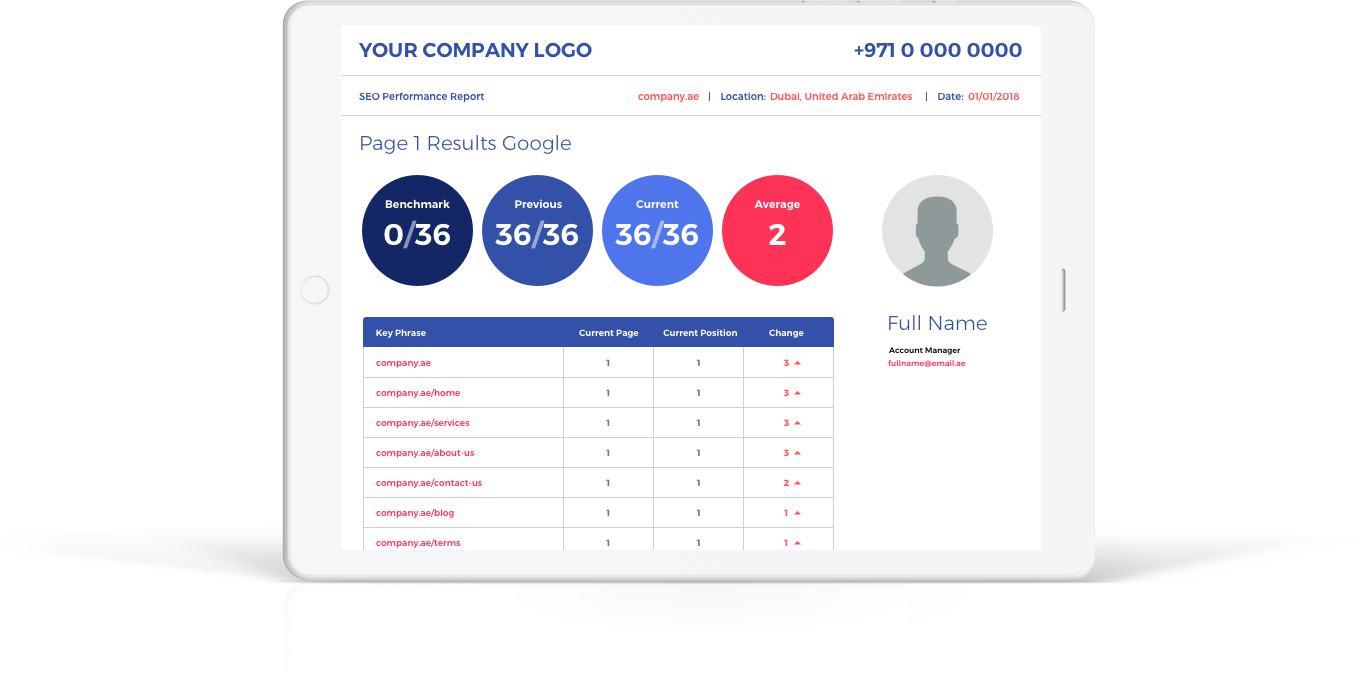 YOUR COMPANY LOGO +971 0 000 0000
SEO Performance Report company.ae | Location: Dubai, United Arab Emirates | Date: 01/01/2018
Page 1 Results Google
Benchmark Previous Current Average
0/36 36/36 36/36 2
Full Name
Account Manager
fullname@email.ae
Key Phrase Current Page Current Position Change
company.ae 1 1 3
company.ae/home 1 1 3
company.ae/services 1 1 3
company.ae/about-us 1 1 3
company.ae/contact-us 1 1 2
company.ae/blog 1 1 1
company.ae/terms 1 1 1